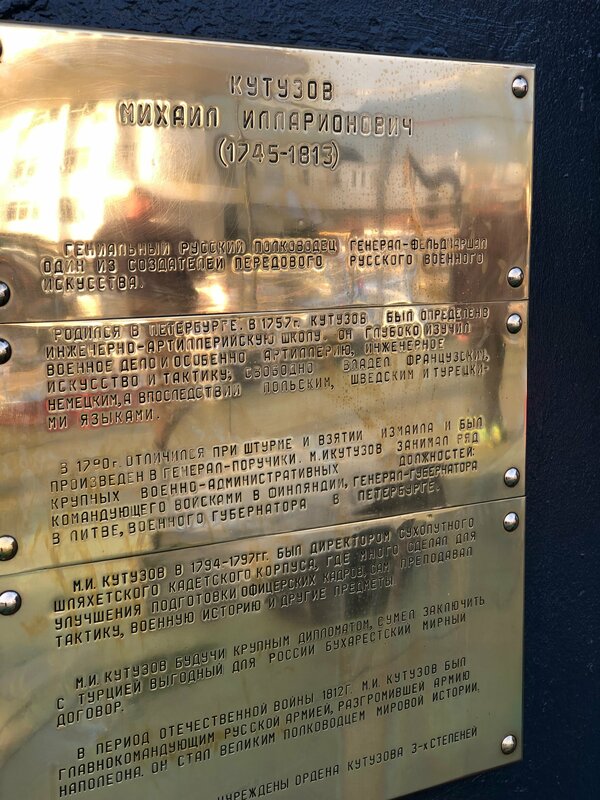 КУТУЗОВ
МИХАИЛ ИЛЛАРИОНОВИЧ
(1745-1813)
ГЕНИАЛЬНЫЙ РУССКИЙ ПОЛКОВОДЕЦ ГЕНЕРАЛ-ФЕЛЬДМАРШАЛ
ОДИН ИЗ СОЗДАТЕЛЕЙ ПЕРЕДОВОГО РУССКОГО ВОЕННОГО
ИСКУССТВА.
РОДИЛСЯ В ПЕТЕРБУРГЕ. В 1757г. КУТУЗОВ БЫЛ ОПРЕДЕЛЕНО
ИНЖЕНЕРНО-АРТИЛЛЕРИЙСКУЮ ШКОЛУ. ОН ГЛУБОКО ИЗУЧИЛ
ВОЕННОЕ ДЕЛО И ОСОБЕННО АРТИЛЛЕРИЮ, ИНЖЕНЕРНОЕ
ИСКУССТВО И ТАКТИКУ; СВОБОДНО ВЛАДЕЛ ФРАНЦУЗСКИМ,
НЕМЕЦКИМ, А ВПОСЛЕДСТВИИ ПОЛЬСКИМ, ШВЕДСКИМ И ТУРЕЦКИ-
МИ ЯЗЫКАМИ.
В 1790г. ОТЛИЧИЛСЯ ПРИ ШТУРМЕ И ВЗЯТИИ ИЗМАИЛА И БЫЛ
ПРОИЗВЕДЕН В ГЕНЕРАЛ-ПОРУЧИКИ. М.И.КУТУЗОВ ЗАНИМАЛ РЯД
КРУПНЫХ ВОЕННО-АДМИНИСТРАТИВНЫХ ДОЛЖНОСТЕЙ:
КОМАНДУЮЩЕГО ВОЙСКАМИ В ФИНЛЯНДИИ, ГЕНЕРАЛ-ГУБЕРНАТОРА
В ЛИТВЕ, ВОЕННОГО ГУБЕРНАТОРА В ПЕТЕРБУРГЕ.
М.И. КУТУЗОВ В 1794-1797гг. БЫЛ ДИРЕКТОРОМ СУХОПУТНОГО
ШЛЯХЕТСКОГО КАДЕТСКОГО КОРПУСА, ГДЕ МНОГО СДЕЛАЛ ДЛЯ
УЛУЧШЕНИЯ ПОДГОТОВКИ ОФИЦЕРСКИХ КАДРОВ, САМ ПРЕПОДАВАЛ
ТАКТИКУ, ВОЕННУЮ ИСТОРИЮ И ДРУГИЕ ПРЕДМЕТЫ.
М.И. КУТУЗОВ БУДУЧИ КРУПНЫМ ДИПЛОМАТОМ, СУМЕЛ ЗАКЛЮЧИТЬ
С ТУРЦИЕЙ ВЫГОДНЫЙ ДЛЯ РОССИИ БУХАРЕСТСКИЙ МИРНЫЙ
ДОГОВОР.
В ПЕРИОД ОТЕЧЕСТВЕННОЙ ВОЙНЫ 1812Г. М.И. КУТУЗОВ БЫЛ
ГЛАВНОКОМАНДУЮЩИМ РУССКОЙ АРМИЕЙ, РАЗГРОМИВШЕЙ АРМИЮ
НАПОЛЕОНА. ОН СТАЛ ВЕЛИКИМ ПОЛКОВОДЦЕМ МИРОВОЙ ИСТОРИИ.
УЧРЕЖДЕНЫ ОРДЕНА КУТУЗОВА 3-х СТЕПЕНЕЙ